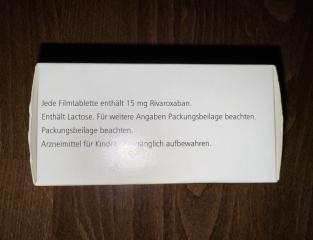 Jede Filmtablette enthält 15 mg Rivaroxaban.
Enthält Lactose. Für weitere Angaben Packungsbeilage beachten.
Packungsbeilage beachten.
Arzneimittel für Kinder aufbewahren.